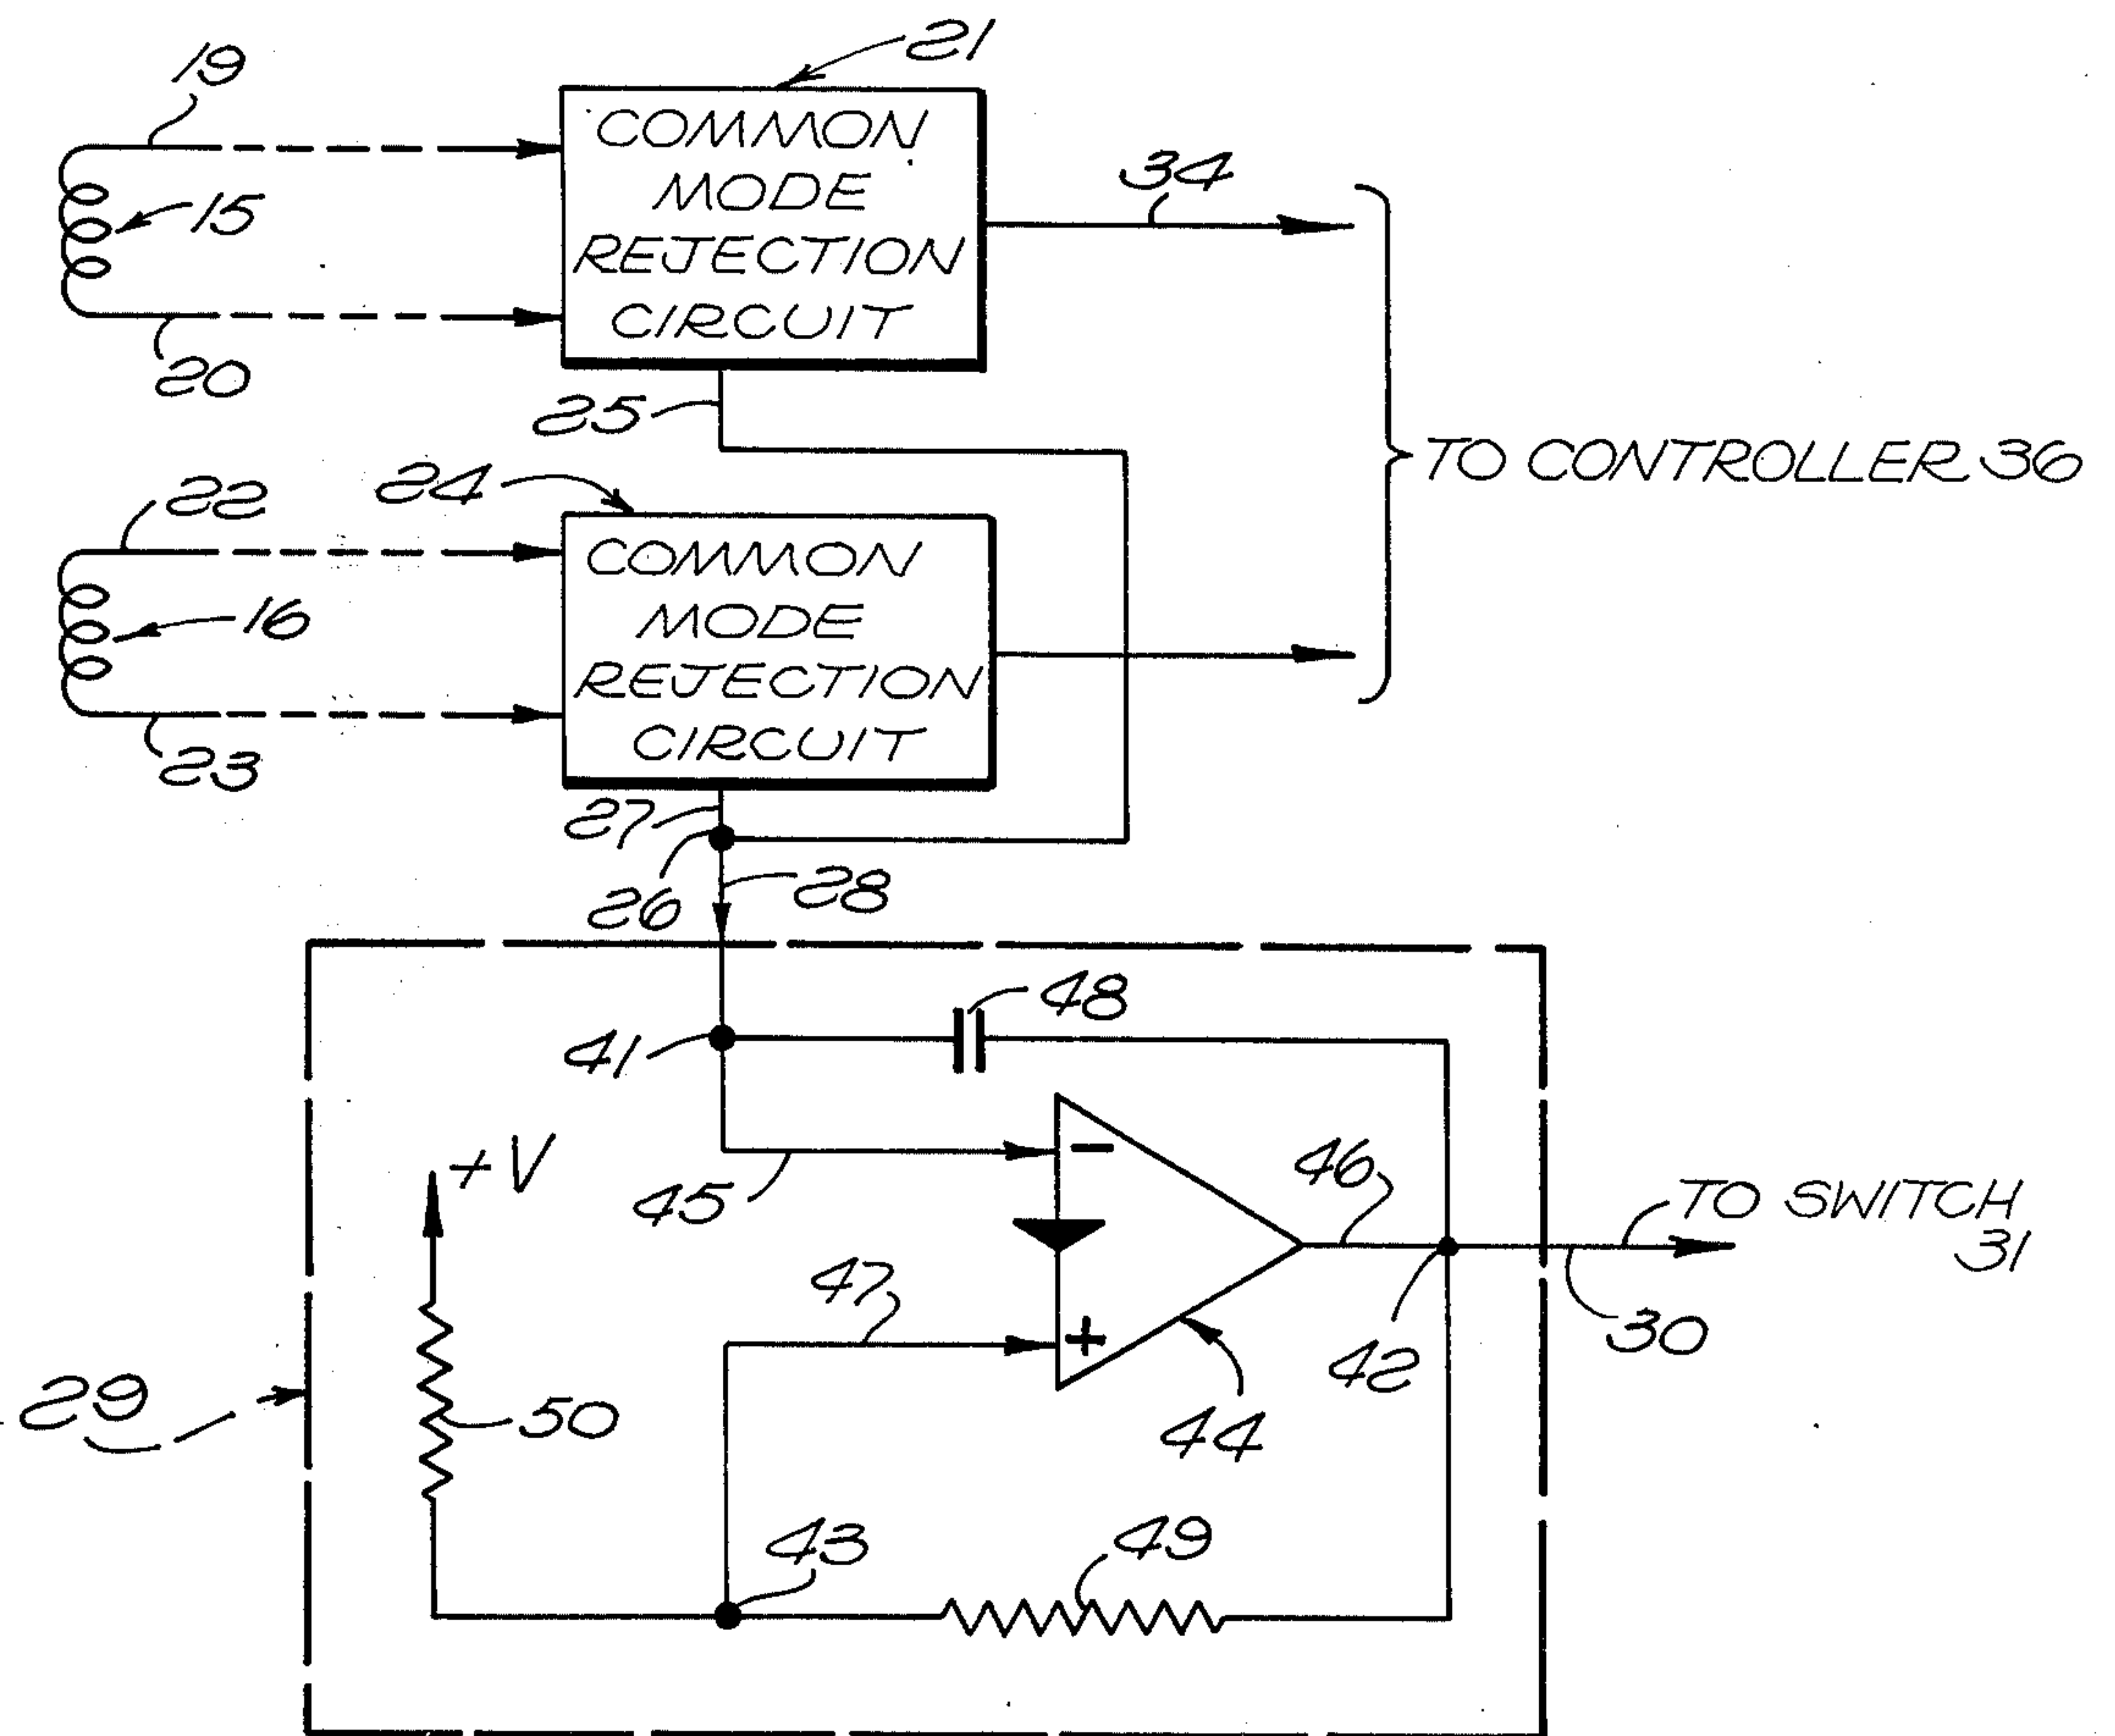 21
19
COMMON
MODE
REJECTION
CIRCUIT
34
15
20
25
TO CONTROLLER 36
24
22
COMMON
MODE
REJECTION
CIRCUIT
16
23
27
26
28
48
41
+V
45
46
TO SWITCH
31
47
30
42
29
50
44
43
49
-
+